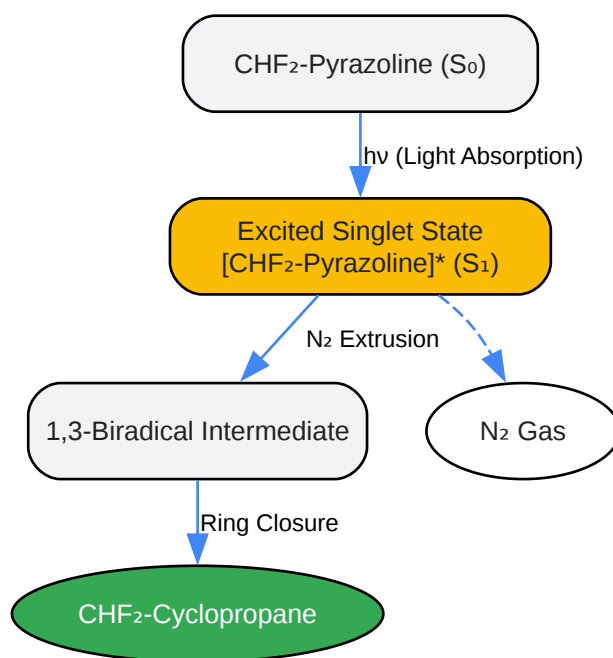 CHF₂-Pyrazoline (S₀)
hν (Light Absorption)
Excited Singlet State
[CHF₂-Pyrazoline]* (S₁)
N₂ Extrusion
1,3-Biradical Intermediate
N₂ Gas
Ring Closure
CHF₂-Cyclopropane